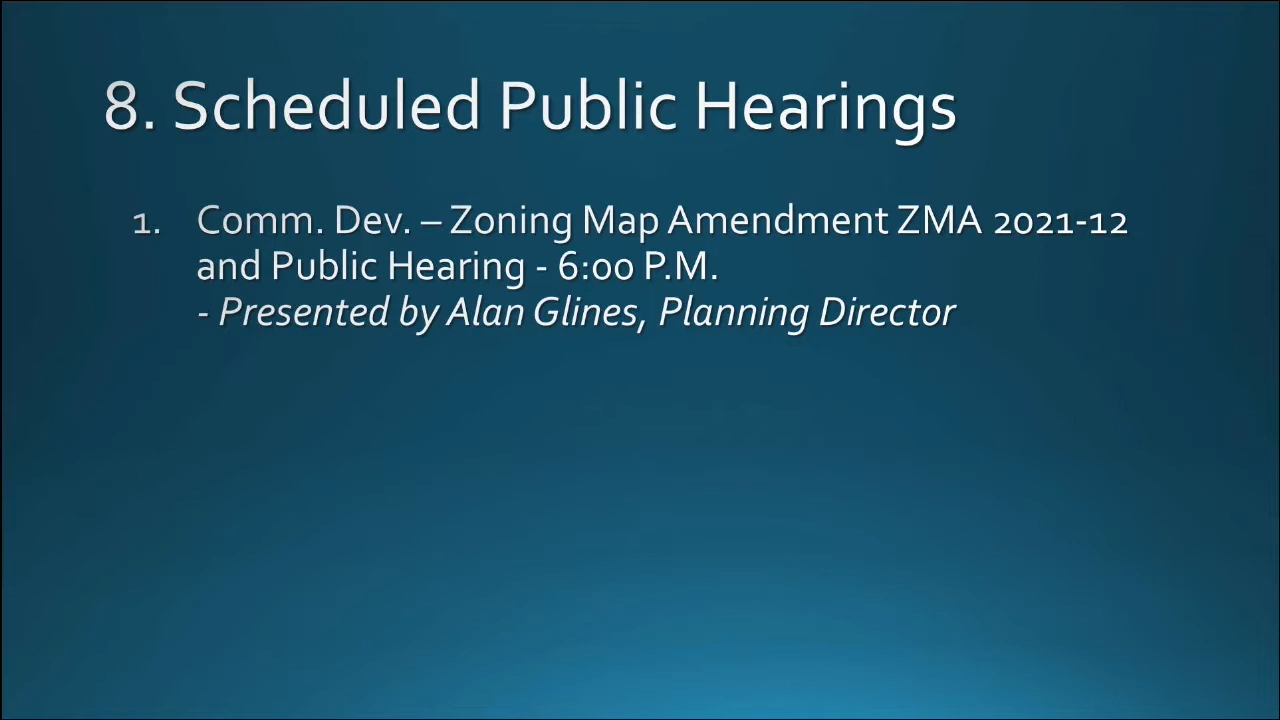 8. Scheduled Public Hearings
1. Comm. Dev. – Zoning Map Amendment ZMA 2021-12
and Public Hearing - 6:00 P.M.
- Presented by Alan Glines, Planning Director